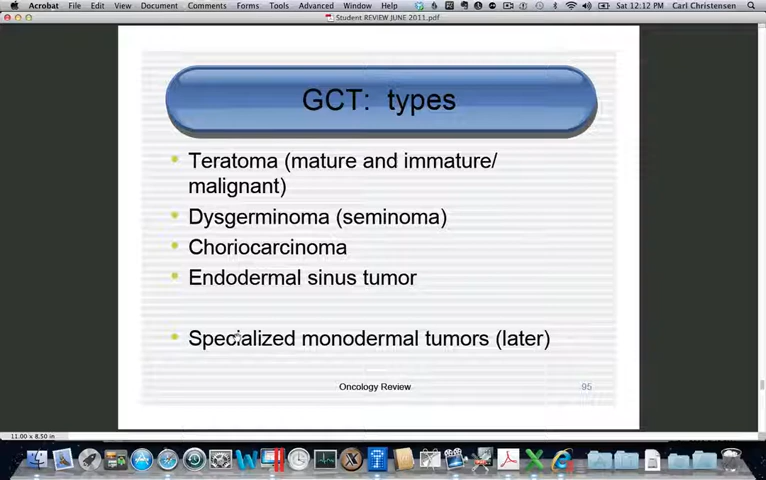 Acrobat File Edit View Document Comments Forms Tools Advanced Window Help Sat 12:12 PM Carl Christensen
Student REVIEW JUNE 2011.pdf
GCT: types
Teratoma (mature and immature/
malignant)
Dysgerminoma (seminoma)
Choriocarcinoma
Endodermal sinus tumor
Specialized monodermal tumors (later)
Oncology Review 95
11.00 x 8.50 in